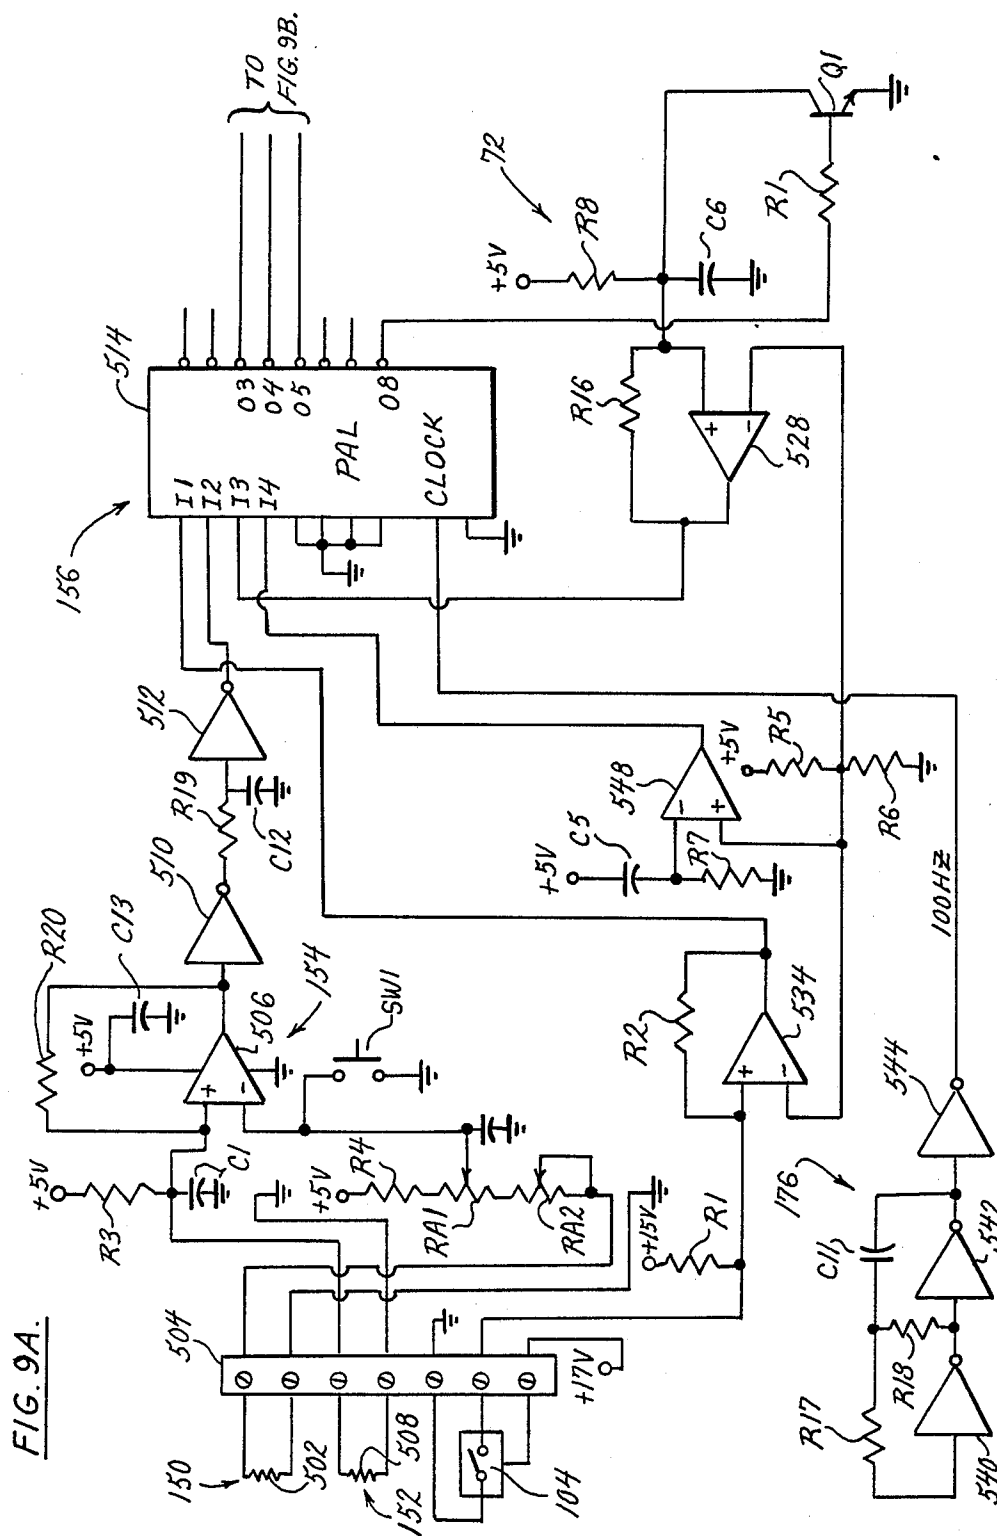 FIG. 9A.
TO
FIG. 9B.
514
156
I1
I2
I3
I4
O3
O4
O5
O8
PAL
CLOCK
72
+5V
R8
C6
R1
Q1
R16
+
-
528
512
R19
C12
510
R20
C13
+5V
154
506
+
-
SW1
+5V
R3
C1
+5V
R4
RA1
RA2
504
150
502
152
508
104
+17V
+15V
R1
R2
+
-
534
+5V
C5
R7
548
-
+
+5V
R5
R6
100HZ
544
176
C11
R18
R17
542
540